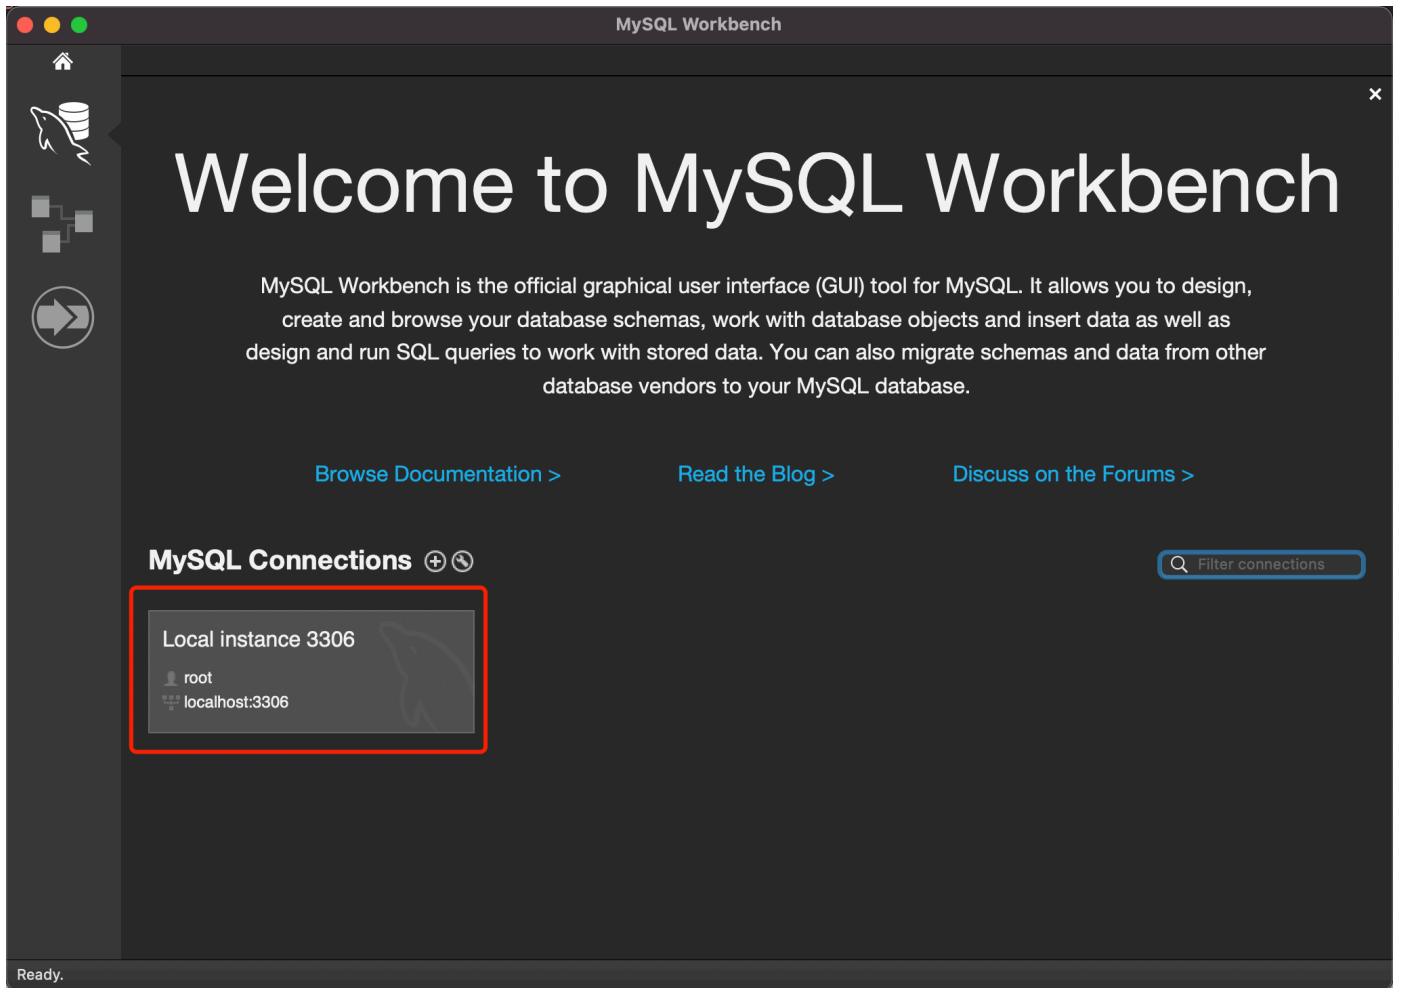 MySQL Workbench
Welcome to MySQL Workbench
MySQL Workbench is the official graphical user interface (GUI) tool for MySQL. It allows you to design,
create and browse your database schemas, work with database objects and insert data as well as
design and run SQL queries to work with stored data. You can also migrate schemas and data from other
database vendors to your MySQL database.
Browse Documentation >
Read the Blog >
Discuss on the Forums >
MySQL Connections
Filter connections
Local instance 3306
root
localhost:3306
Ready.